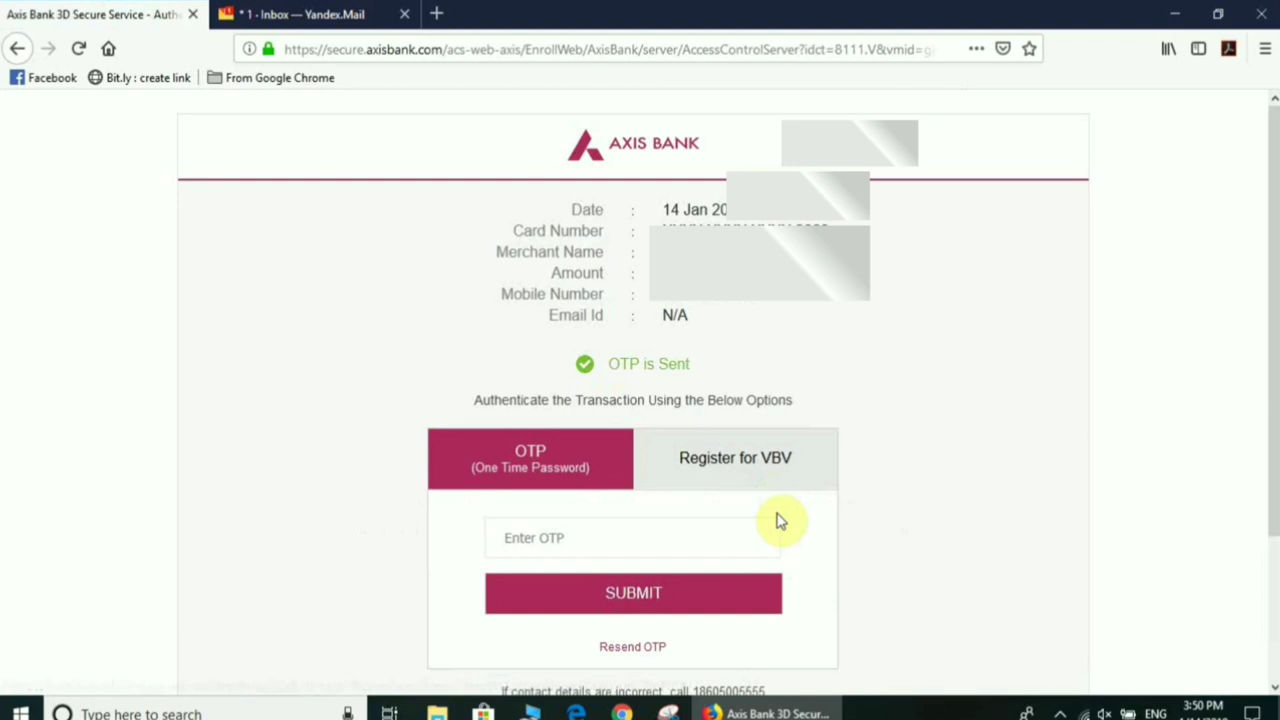 Axis Bank 3D Secure Service - Authe
* 1 · Inbox — Yandex.Mail
https://secure.axisbank.com/acs-web-axis/EnrollWeb/AxisBank/server/AccessControlServer?idct=8111.V&vmid=g
Facebook
Bit.ly : create link
From Google Chrome
AXIS BANK
Date : 14 Jan 20
Card Number :
Merchant Name :
Amount :
Mobile Number :
Email Id : N/A
OTP is Sent
Authenticate the Transaction Using the Below Options
OTP
(One Time Password)
Register for VBV
Enter OTP
SUBMIT
Resend OTP
If contact details are incorrect, call 18605005555
Type here to search
Axis Bank 3D Secur...
ENG
3:50 PM